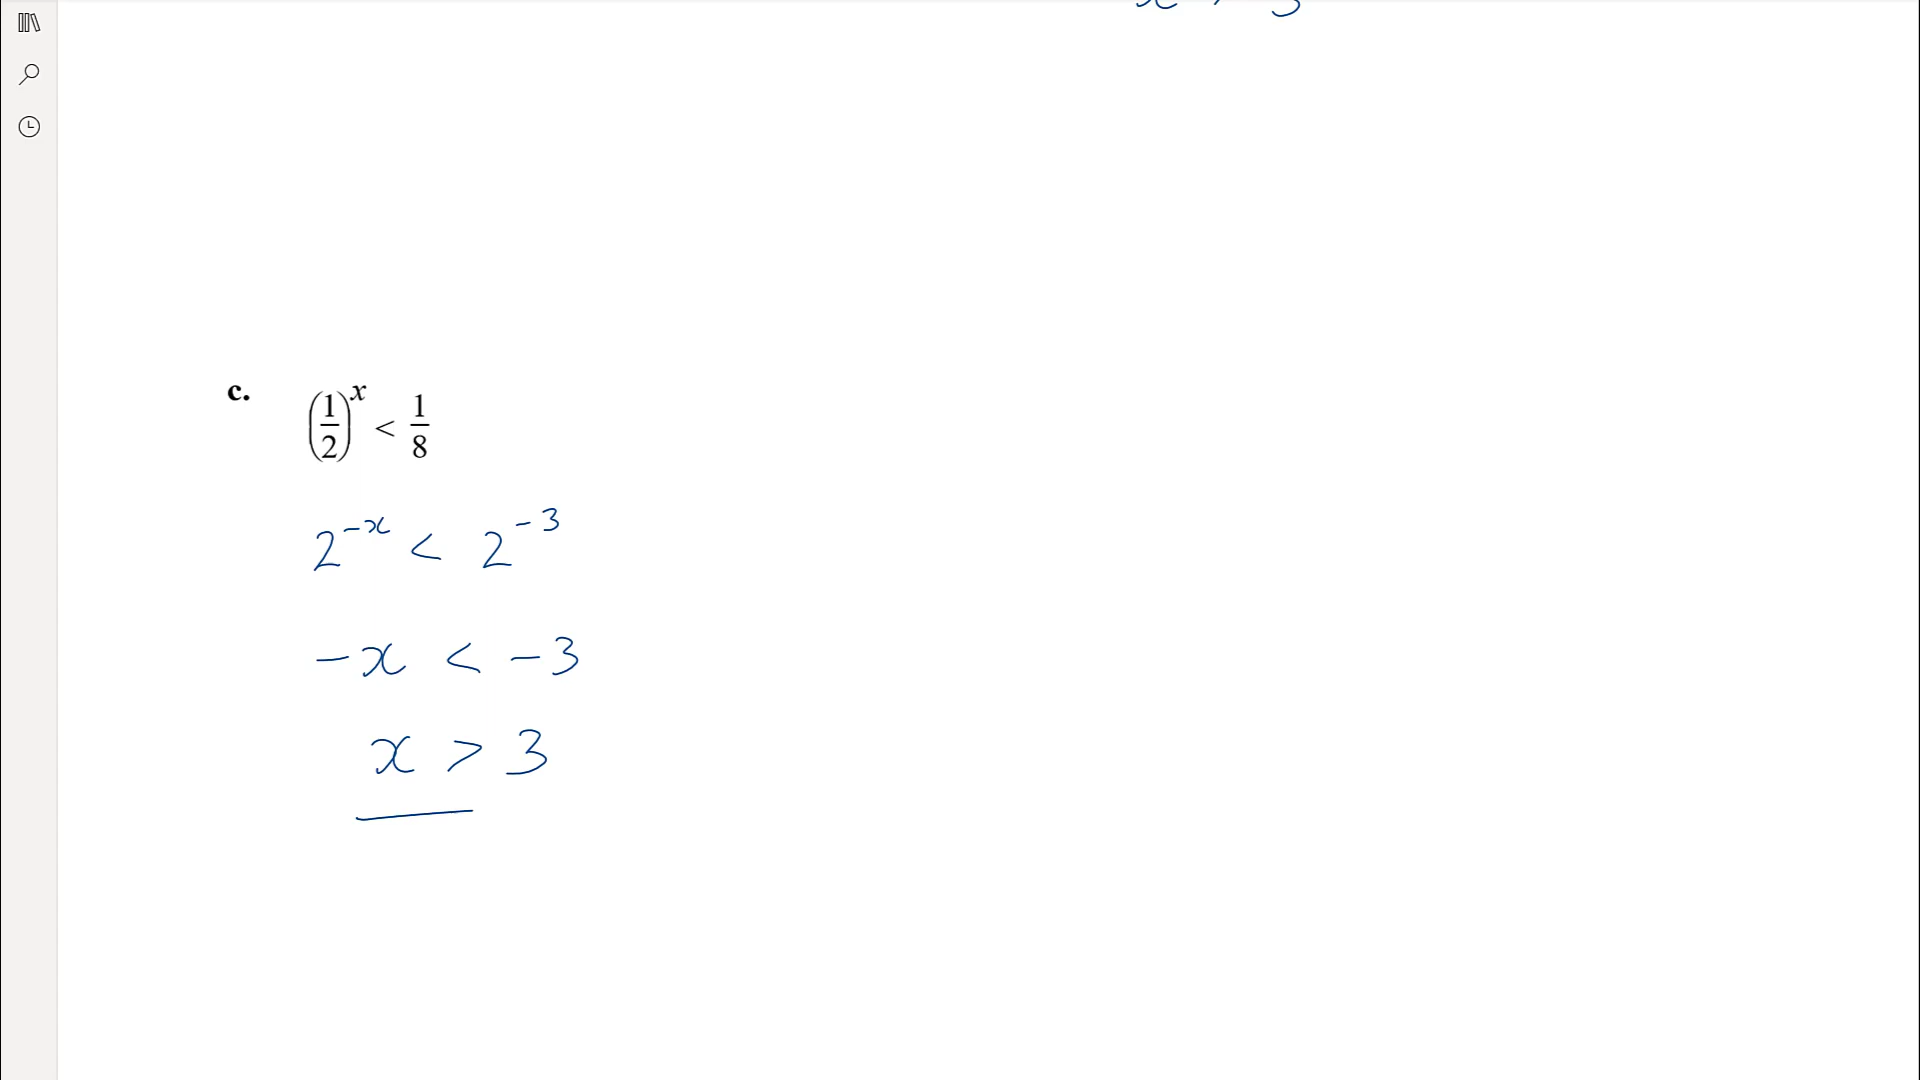 c. (1/2)^x < 1/8
2^-x < 2^-3
-x < -3
x > 3